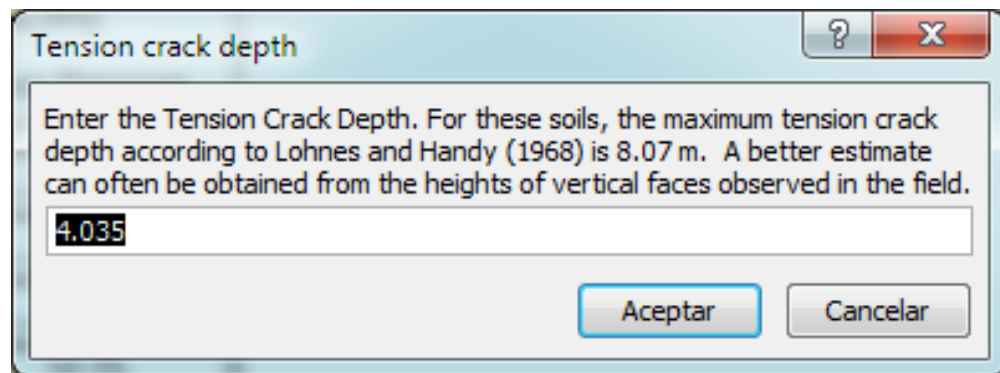 Tension crack depth
Enter the Tension Crack Depth. For these soils, the maximum tension crack
depth according to Lohnes and Handy (1968) is 8.07 m.  A better estimate
can often be obtained from the heights of vertical faces observed in the field.
4.035
Aceptar Cancelar